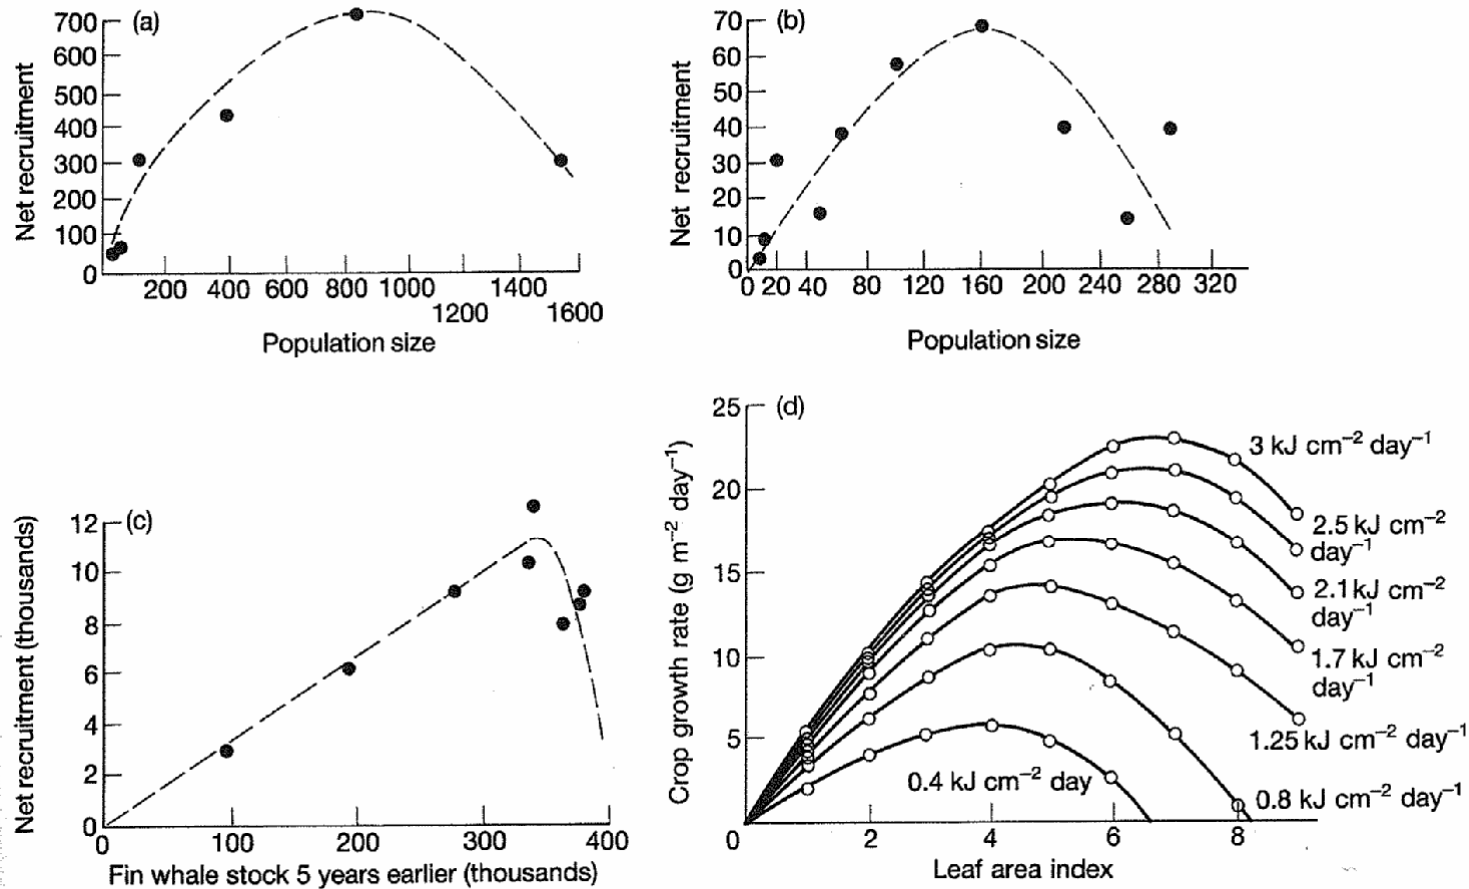 (a)
Net recruitment
700
600
500
400
300
200
100
0
200 400 600 800 1000 1200 1400 1600
Population size
(b)
Net recruitment
70
60
50
40
30
20
10
0
0 20 40 80 120 160 200 240 280 320
Population size
(c)
Net recruitment (thousands)
12
10
8
6
4
2
0
0 100 200 300 400
Fin whale stock 5 years earlier (thousands)
(d)
Crop growth rate (g m⁻² day⁻¹)
25
20
15
10
5
0 2 4 6 8
Leaf area index
3 kJ cm⁻² day⁻¹
2.5 kJ cm⁻²
day⁻¹
2.1 kJ cm⁻²
day⁻¹
1.7 kJ cm⁻²
day⁻¹
1.25 kJ cm⁻² day⁻¹
0.8 kJ cm⁻² day⁻¹
0.4 kJ cm⁻² day